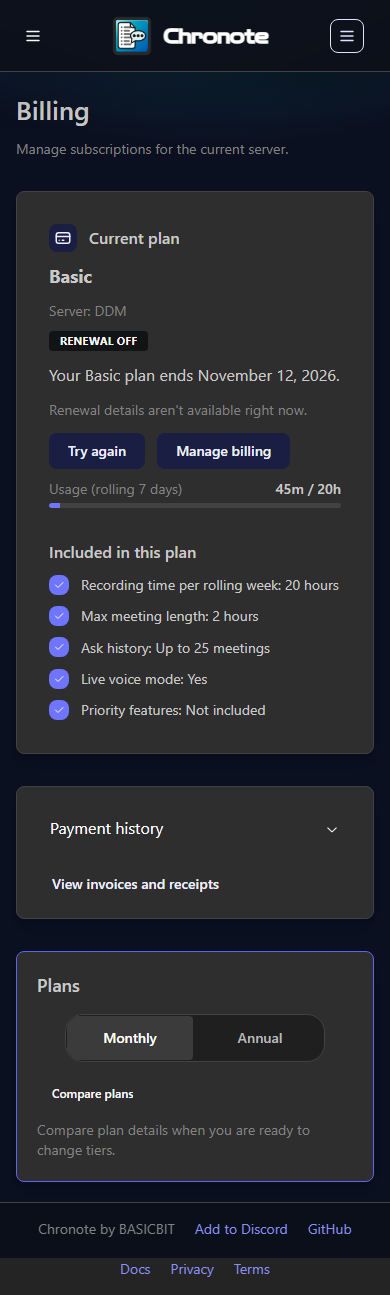 Chronote
Billing
Manage subscriptions for the current server.
Current plan
Basic
Server: DDM
RENEWAL OFF
Your Basic plan ends November 12, 2026.
Renewal details aren't available right now.
Try again
Manage billing
Usage (rolling 7 days) 45m / 20h
Included in this plan
Recording time per rolling week: 20 hours
Max meeting length: 2 hours
Ask history: Up to 25 meetings
Live voice mode: Yes
Priority features: Not included
Payment history
View invoices and receipts
Plans
Monthly Annual
Compare plans
Compare plan details when you are ready to
change tiers.
Chronote by BASICBIT Add to Discord GitHub
Docs Privacy Terms